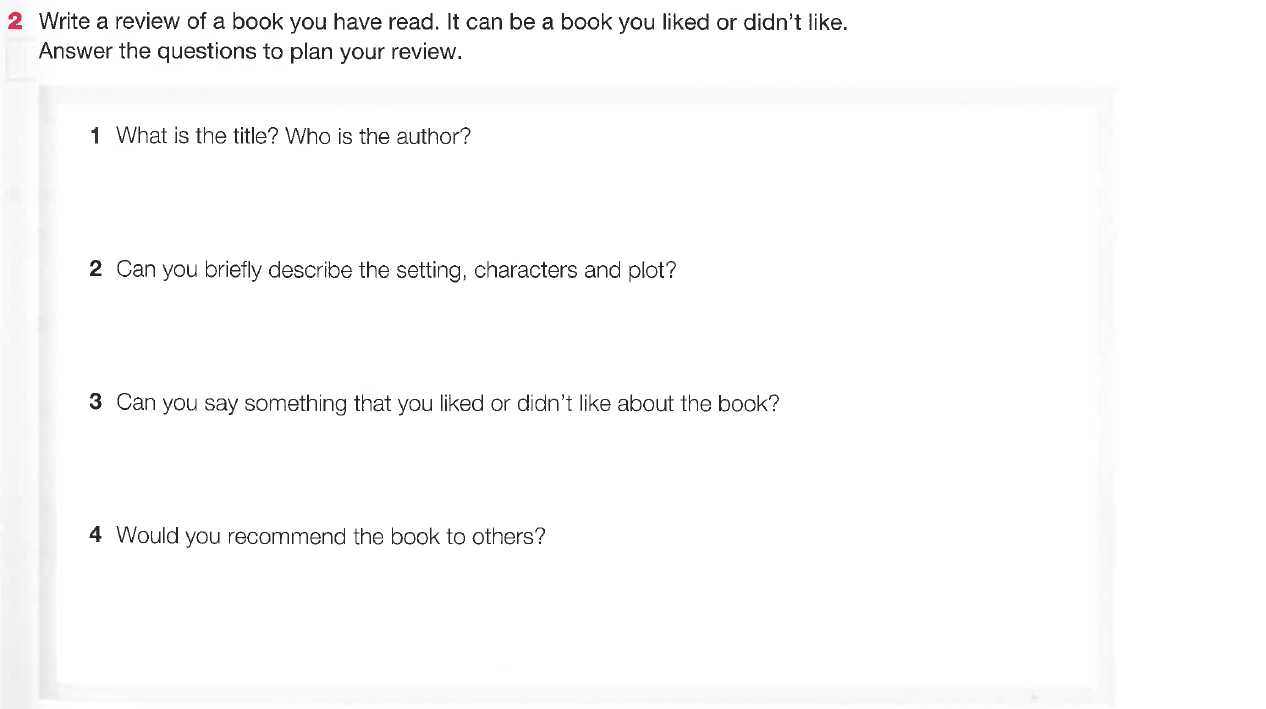 2 Write a review of a book you have read. It can be a book you liked or didn't like.
Answer the questions to plan your review.
1 What is the title? Who is the author?
2 Can you briefly describe the setting, characters and plot?
3 Can you say something that you liked or didn't like about the book?
4 Would you recommend the book to others?